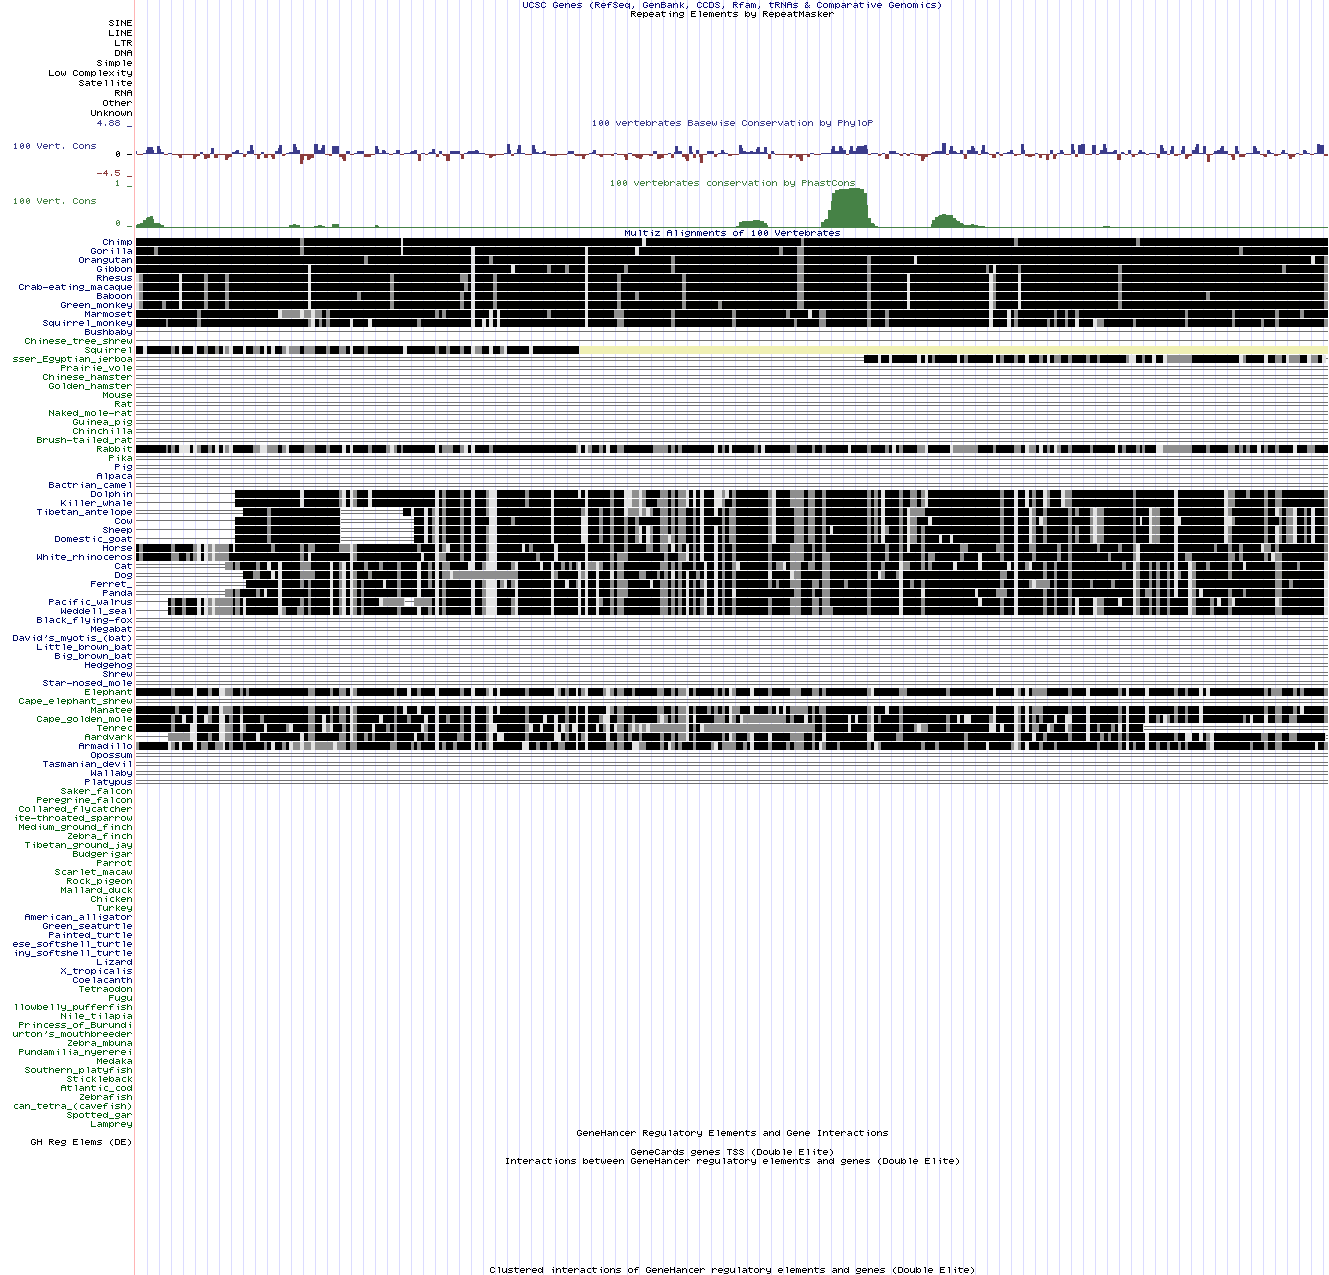 UCSC Genes (RefSeq, GenBank, CCDS, Rfam, tRNAs & Comparative Genomics)
Repeating Elements by RepeatMasker
SINE
LINE
LTR
DNA
Simple
Low Complexity
Satellite
RNA
Other
Unknown
4.88 _
100 vertebrates Basewise Conservation by PhyloP
100 Vert. Cons
0 _
-4.5 _
1 _
100 vertebrates conservation by PhastCons
100 Vert. Cons
0 _
Multiz Alignments of 100 Vertebrates
Chimp
Gorilla
Orangutan
Gibbon
Rhesus
Crab-eating_macaque
Baboon
Green_monkey
Marmoset
Squirrel_monkey
Bushbaby
Chinese_tree_shrew
Squirrel
sser_Egyptian_jerboa
Prairie_vole
Chinese_hamster
Golden_hamster
Mouse
Rat
Naked_mole-rat
Guinea_pig
Chinchilla
Brush-tailed_rat
Rabbit
Pika
Pig
Alpaca
Bactrian_camel
Dolphin
Killer_whale
Tibetan_antelope
Cow
Sheep
Domestic_goat
Horse
White_rhinoceros
Cat
Dog
Ferret_
Panda
Pacific_walrus
Weddell_seal
Black_flying-fox
Megabat
David's_myotis_(bat)
Little_brown_bat
Big_brown_bat
Hedgehog
Shrew
Star-nosed_mole
Elephant
Cape_elephant_shrew
Manatee
Cape_golden_mole
Tenrec
Aardvark
Armadillo
Opossum
Tasmanian_devil
Wallaby
Platypus
Saker_falcon
Peregrine_falcon
Collared_flycatcher
ite-throated_sparrow
Medium_ground_finch
Zebra_finch
Tibetan_ground_jay
Budgerigar
Parrot
Scarlet_macaw
Rock_pigeon
Mallard_duck
Chicken
Turkey
American_alligator
Green_seaturtle
Painted_turtle
ese_softshell_turtle
iny_softshell_turtle
Lizard
X_tropicalis
Coelacanth
Tetraodon
Fugu
llowbelly_pufferfish
Nile_tilapia
Princess_of_Burundi
urton's_mouthbreeder
Zebra_mbuna
Pundamilia_nyererei
Medaka
Southern_platyfish
Stickleback
Atlantic_cod
Zebrafish
can_tetra_(cavefish)
Spotted_gar
Lamprey
GeneHancer Regulatory Elements and Gene Interactions
GH Reg Elems (DE)
GeneCards genes TSS (Double Elite)
Interactions between GeneHancer regulatory elements and genes (Double Elite)
Clustered interactions of GeneHancer regulatory elements and genes (Double Elite)